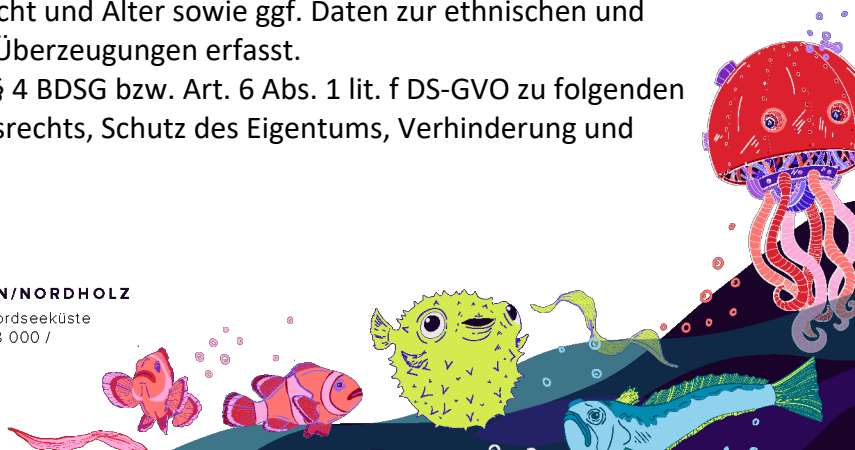 cht und Alter sowie ggf. Daten zur ethnischen und
Überzeugungen erfasst.
§ 4 BDSG bzw. Art. 6 Abs. 1 lit. f DS-GVO zu folgenden
srechts, Schutz des Eigentums, Verhinderung und
N/NORDHOLZ
ordseeküste
3 000 /